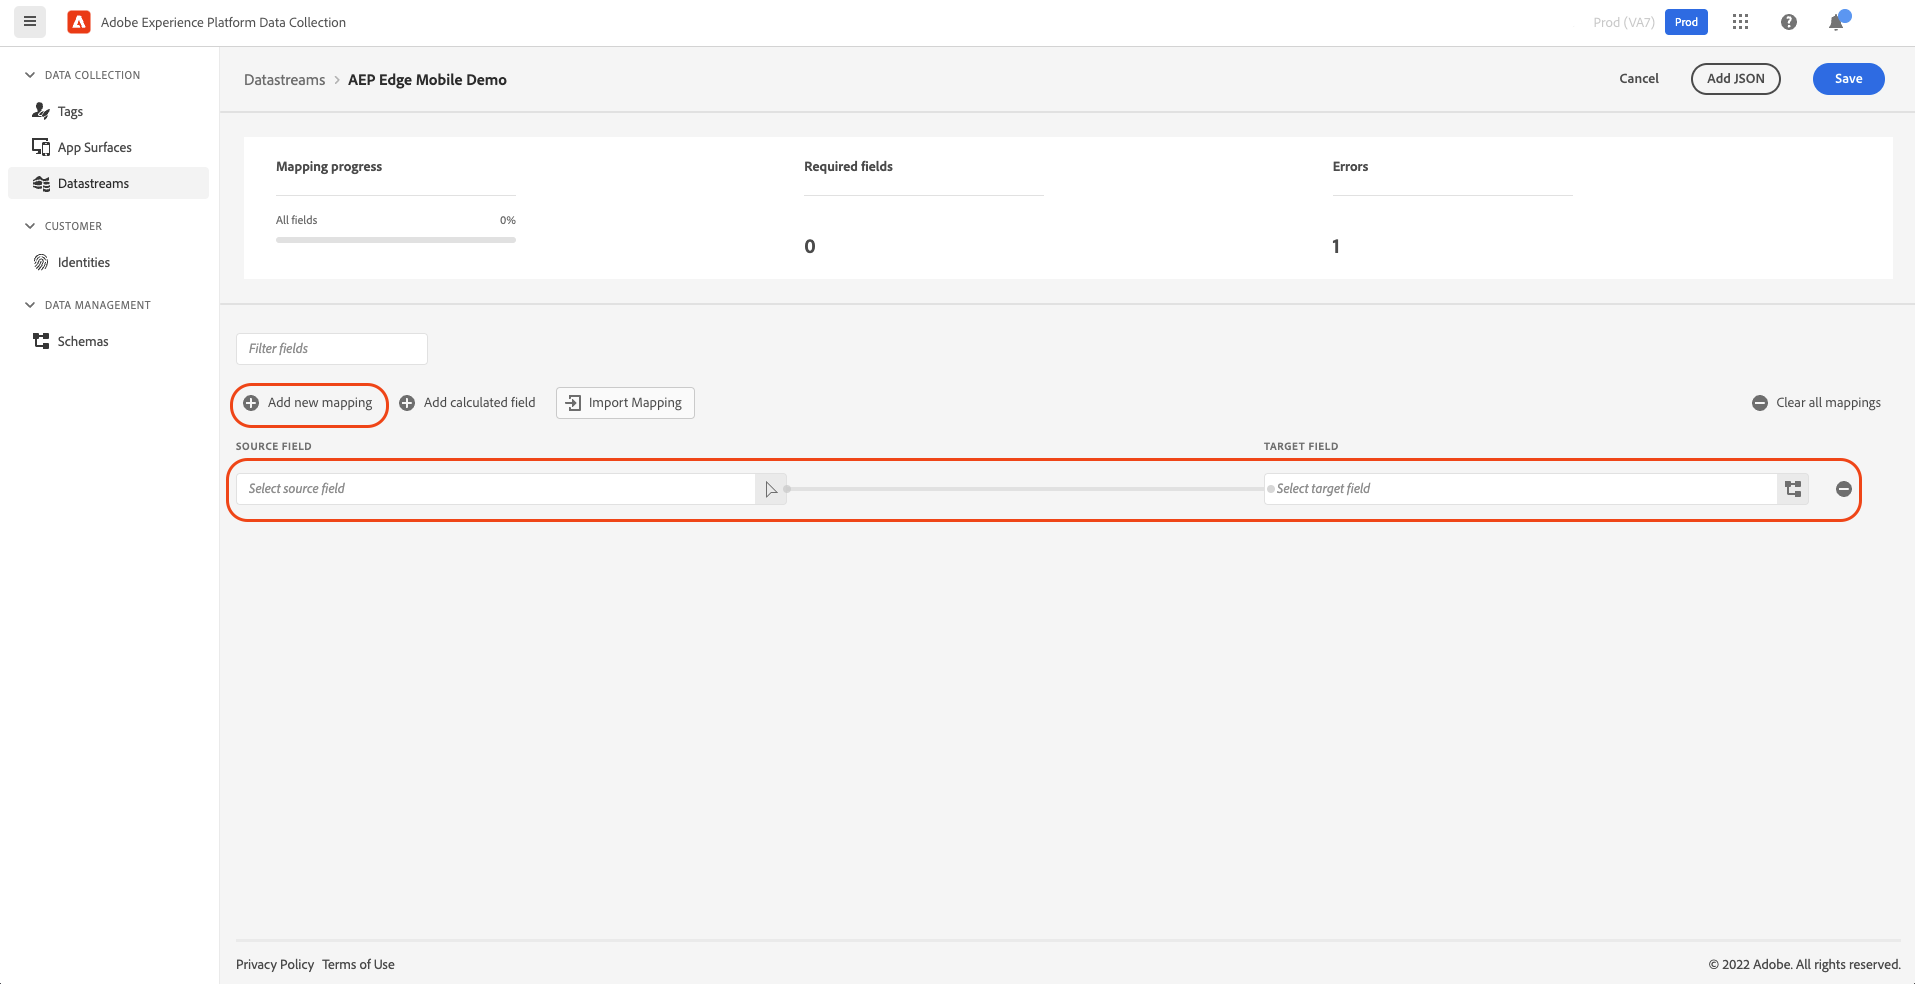 Adobe Experience Platform Data Collection
Prod (VA7) Prod
DATA COLLECTION
Tags
App Surfaces
Datastreams
CUSTOMER
Identities
DATA MANAGEMENT
Schemas
Datastreams > AEP Edge Mobile Demo
Cancel Add JSON Save
Mapping progress Required fields Errors
All fields 0%
0 1
Filter fields
Add new mapping Add calculated field Import Mapping Clear all mappings
SOURCE FIELD TARGET FIELD
Select source field Select target field
Privacy Policy Terms of Use © 2022 Adobe. All rights reserved.